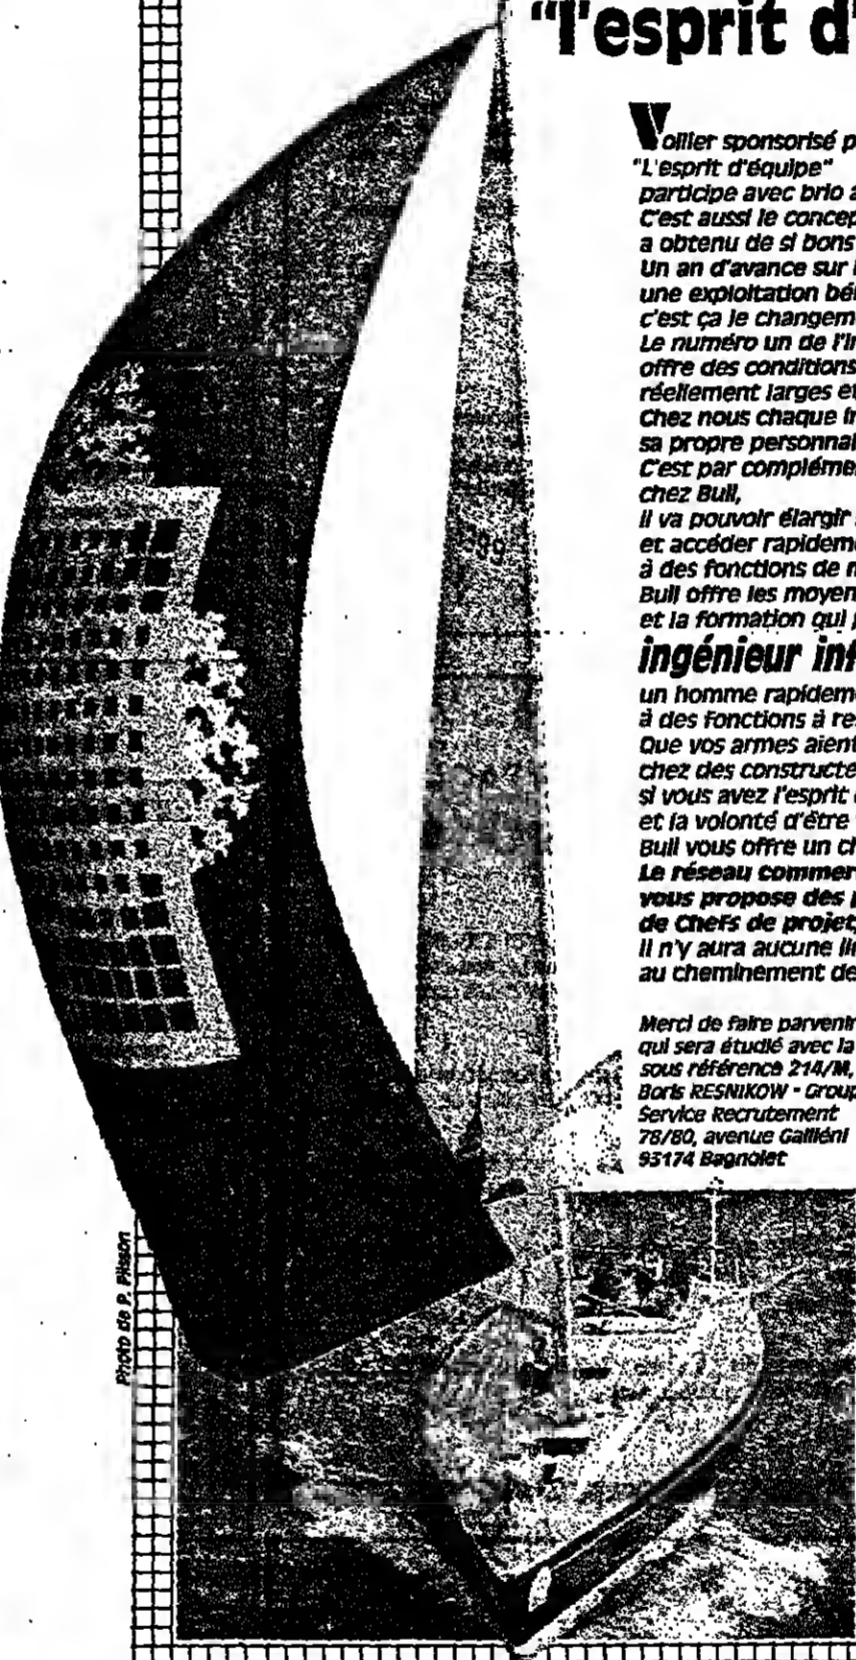 “l'esprit d'
Voilier sponsorisé p
"L'esprit d'équipe"
participe avec brio a
C'est aussi le concep
a obtenu de si bons
Un an d'avance sur l
une exploitation bé
c'est ça le changem
Le numéro un de l'in
offre des conditions
réellement larges et
Chez nous chaque in
sa propre personnal
C'est par compléme
chez Bull,
il va pouvoir élargir
et accéder rapideme
à des fonctions de m
Bull offre les moyen
et la formation qui
ingénieur inf
un homme rapideme
à des fonctions à re
Que vos armes aient
chez des constructe
si vous avez l'esprit
et la volonté d'être
Bull vous offre un ch
Le réseau commer
vous propose des
de Chefs de projet,
Il n'y aura aucune li
au cheminement de
Merci de faire parvenir
qui sera étudié avec la
sous référence 214/M,
Boris RESNIKOW - Group
Service Recrutement
78/80, avenue Galliéni
93174 Bagnolet
Photo de P. Plisson